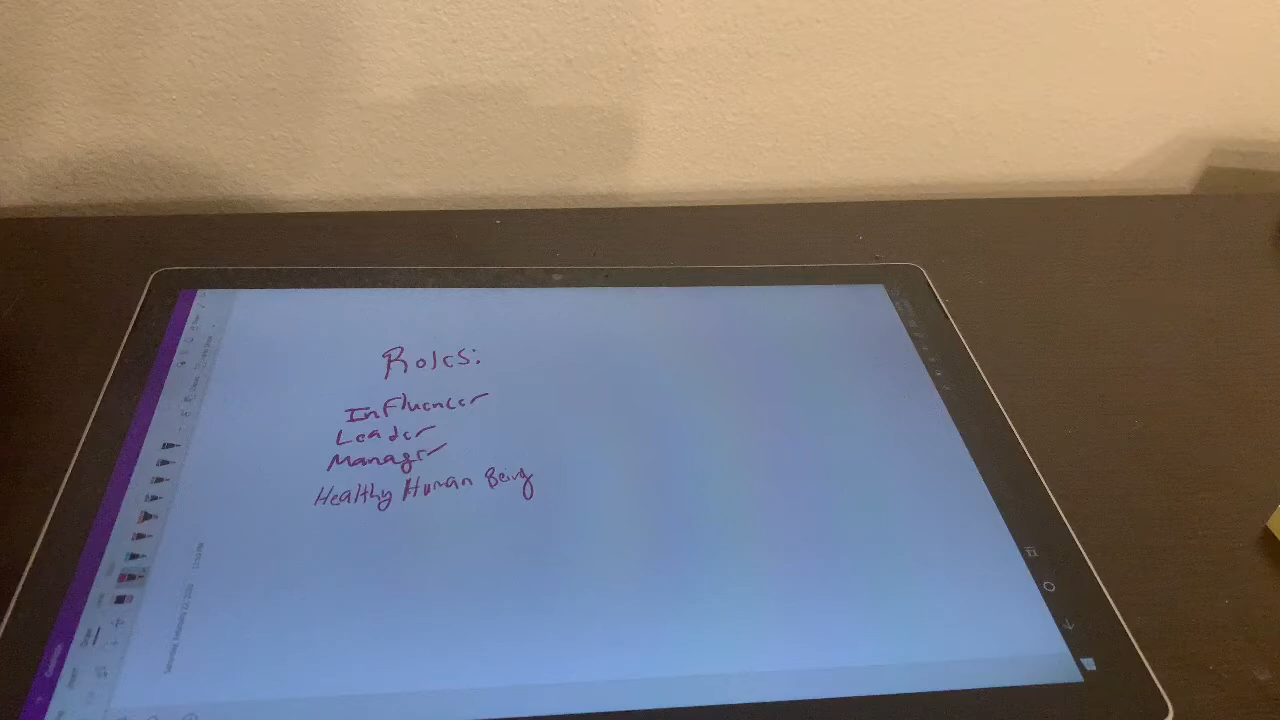 Roles:
Influencer
Leader
Manager
Healthy Human Being